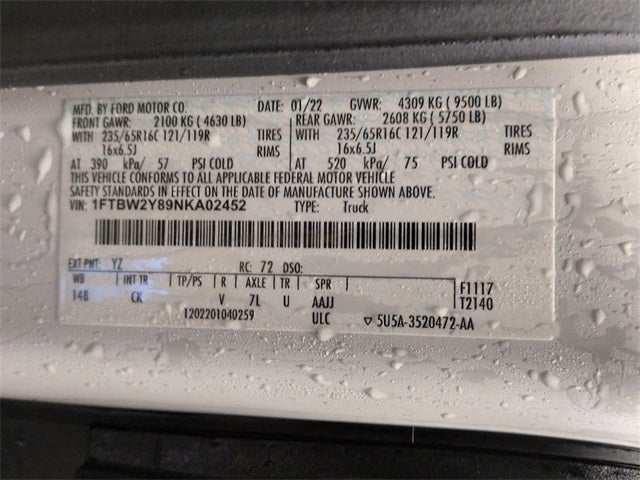 MFD. BY FORD MOTOR CO. DATE: 01/22 GVWR: 4309 KG ( 9500 LB)
FRONT GAWR: 2100 KG ( 4630 LB) REAR GAWR: 2608 KG ( 5750 LB)
WITH 235/65R16C 121/119R TIRES WITH 235/65R16C 121/119R TIRES
16x6.5J RIMS 16x6.5J RIMS
AT 390 kPa/ 57 PSI COLD AT 520 kPa/ 75 PSI COLD
THIS VEHICLE CONFORMS TO ALL APPLICABLE FEDERAL MOTOR VEHICLE
SAFETY STANDARDS IN EFFECT ON THE DATE OF MANUFACTURE SHOWN ABOVE.
VIN: 1FTBW2Y89NKA02452 TYPE: Truck
EXT PNT: YZ RC: 72 DSO:
WB INT TR TP/PS R AXLE TR SPR F1117
148 CK V 7L U AAJJ T2140
1202201040259 ULC ▽ 5U5A-3520472-AA